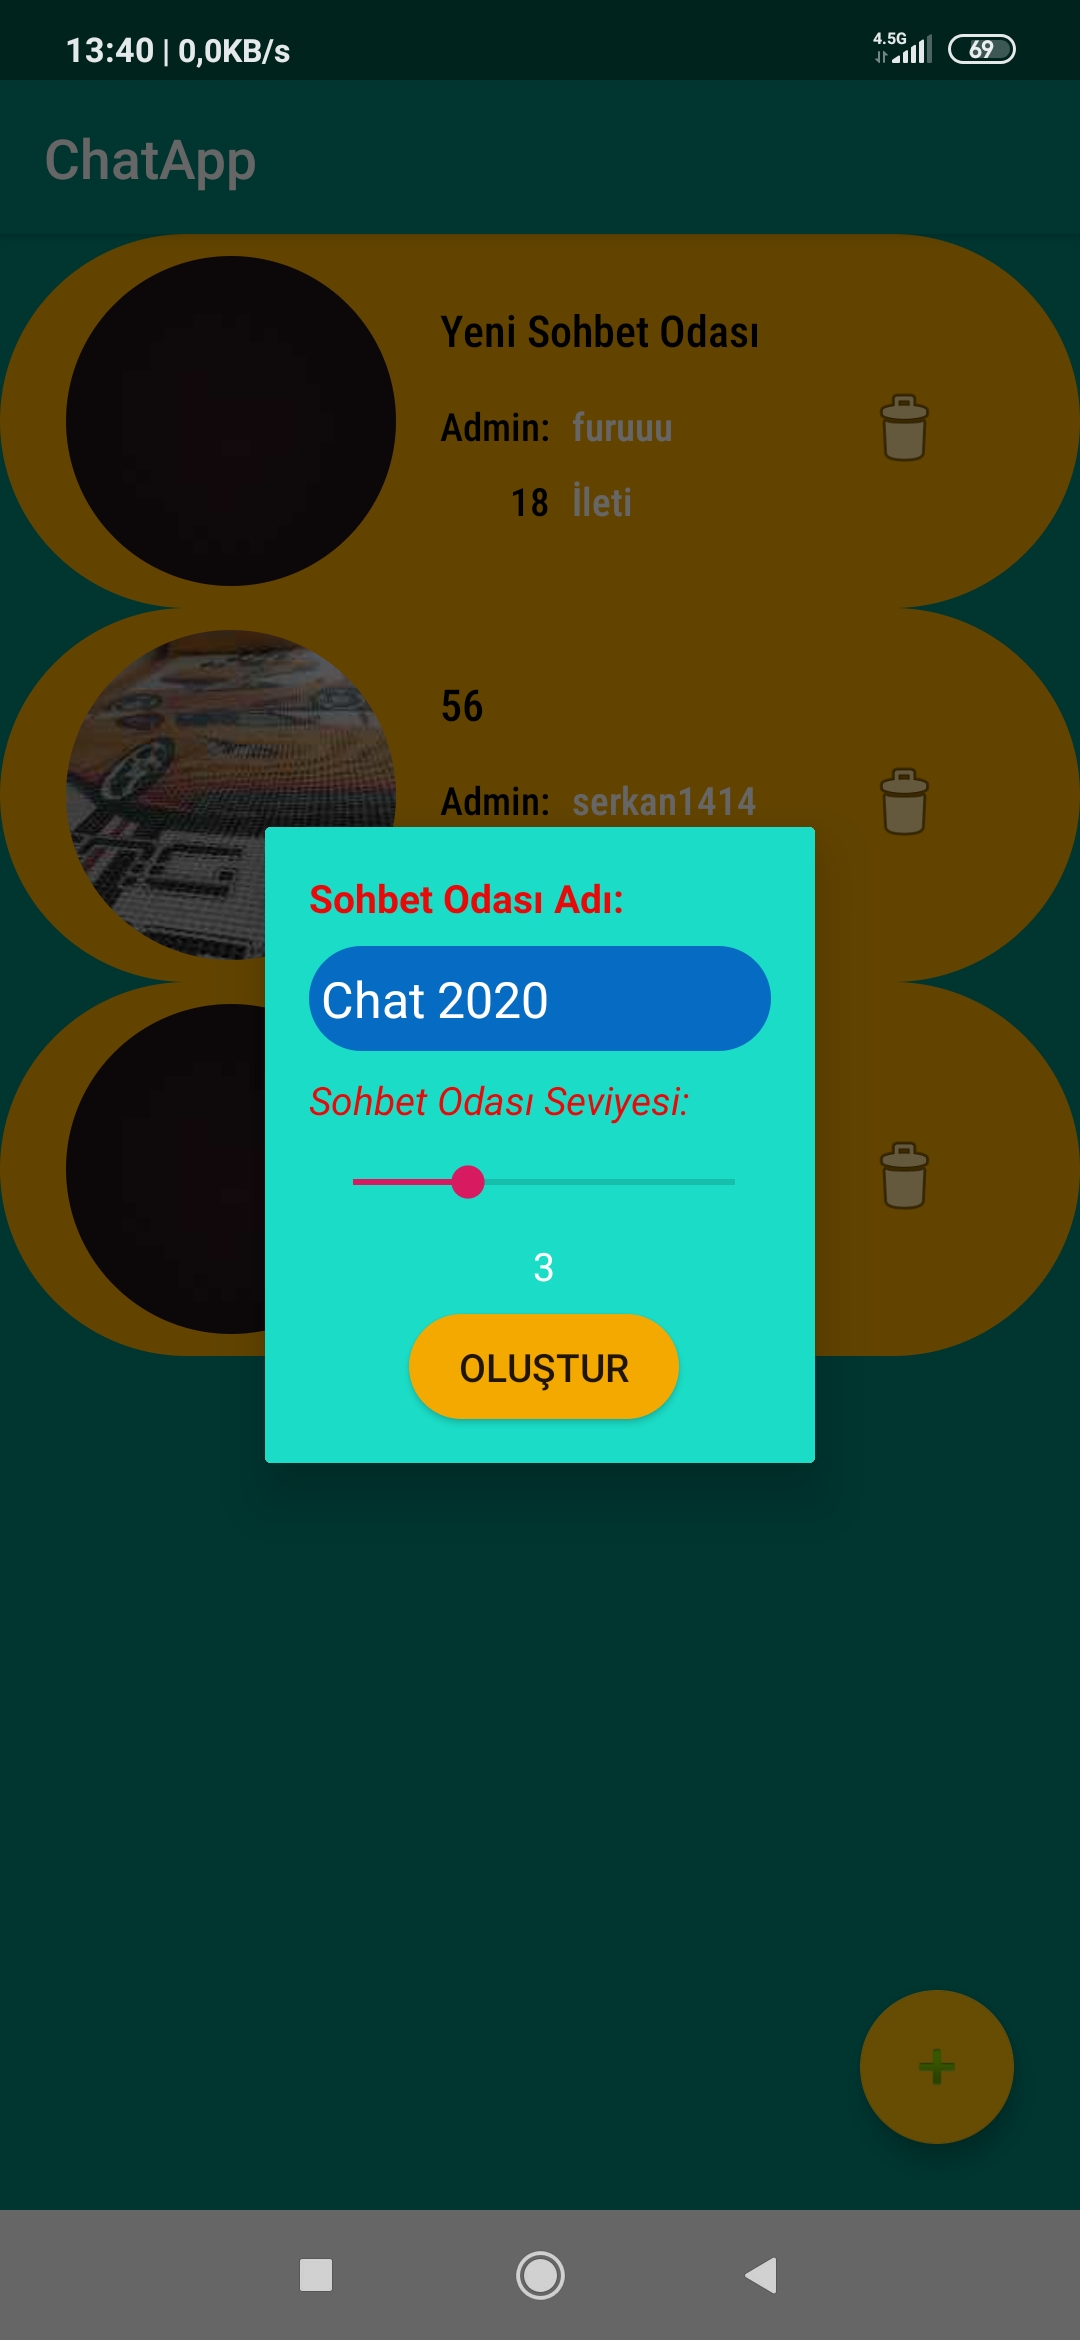 13:40 | 0,0KB/s 4.5G 69
ChatApp
Yeni Sohbet Odası
Admin: furuuu
18 İleti
56
Admin: serkan1414
Sohbet Odası Adı:
Chat 2020
Sohbet Odası Seviyesi:
3
OLUŞTUR